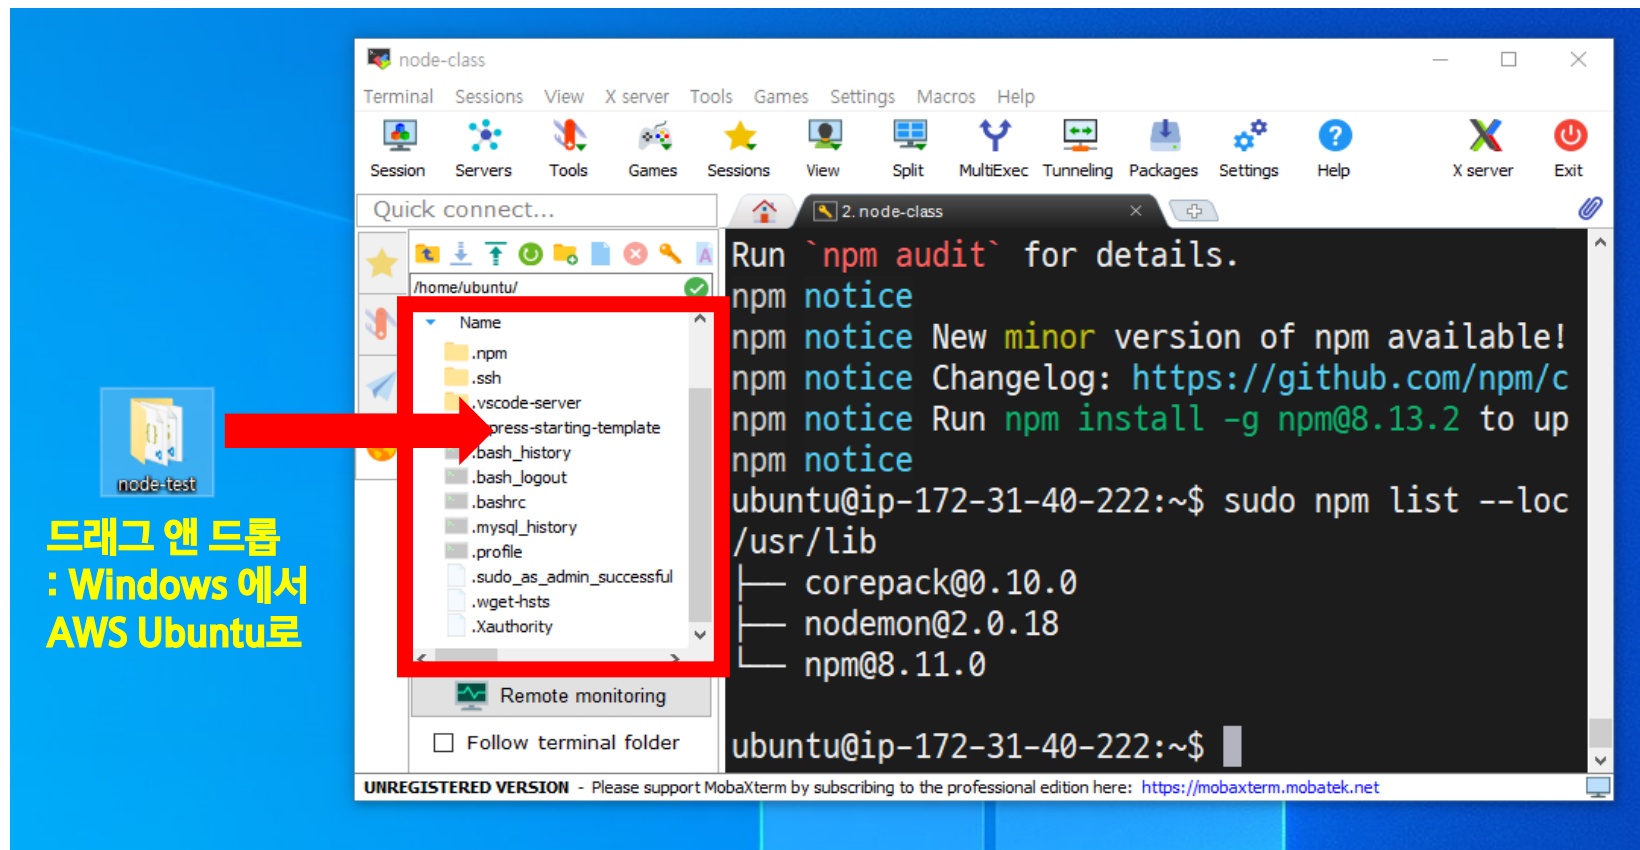 node-class
Terminal Sessions View X server Tools Games Settings Macros Help
Session Servers Tools Games Sessions View Split MultiExec Tunneling Packages Settings Help X server Exit
Quick connect...
2. node-class
/home/ubuntu/
Name
.npm
.ssh
.vscode-server
press-starting-template
.bash_history
.bash_logout
.bashrc
.mysql_history
.profile
.sudo_as_admin_successful
.wget-hsts
.Xauthority
Remote monitoring
Follow terminal folder
Run `npm audit` for details.
npm notice
npm notice New minor version of npm available!
npm notice Changelog: https://github.com/npm/c
npm notice Run npm install -g npm@8.13.2 to up
npm notice
ubuntu@ip-172-31-40-222:~$ sudo npm list --loc
/usr/lib
├── corepack@0.10.0
├── nodemon@2.0.18
└── npm@8.11.0
ubuntu@ip-172-31-40-222:~$
UNREGISTERED VERSION - Please support MobaXterm by subscribing to the professional edition here: https://mobaxterm.mobatek.net
node-test
드래그 앤 드롭
: Windows 에서
AWS Ubuntu로